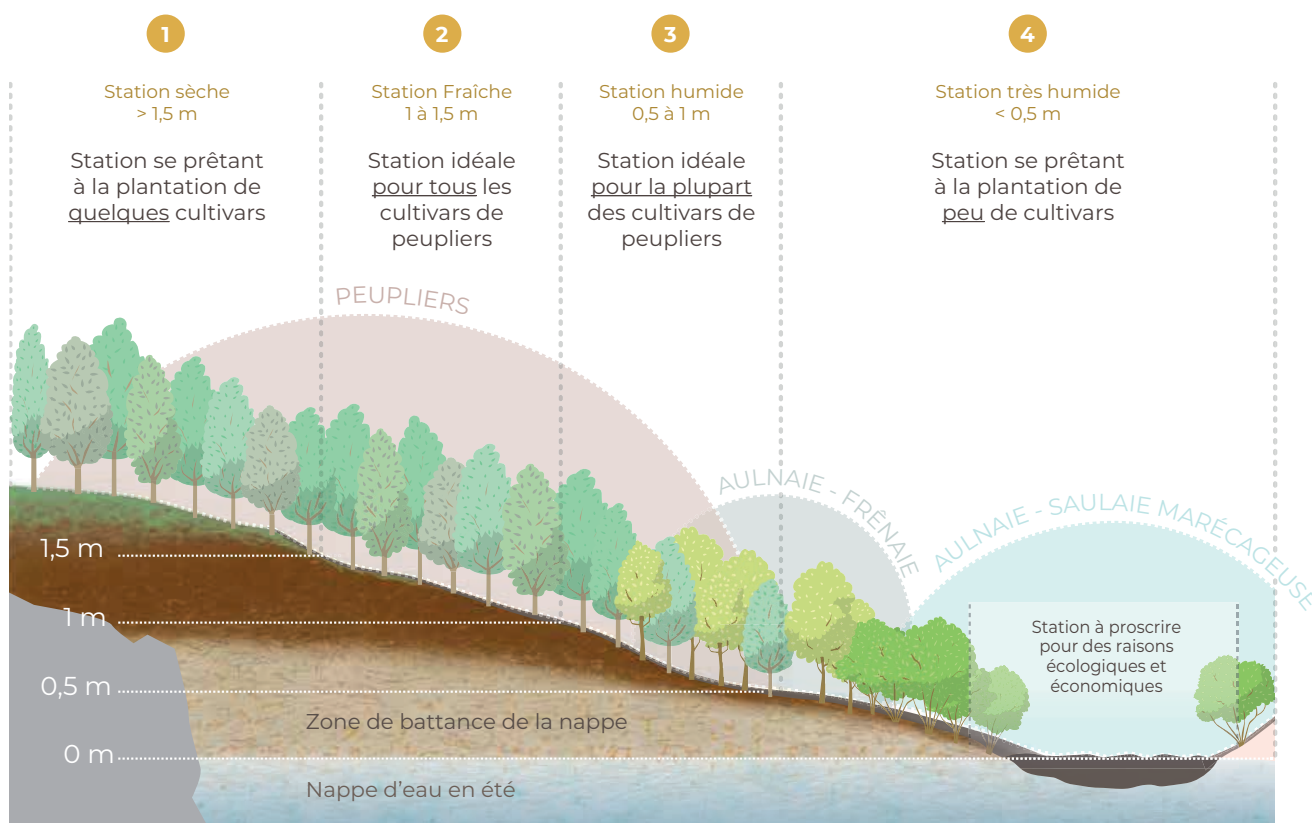 1
Station sèche
> 1,5 m
Station se prêtant
à la plantation de
quelques cultivars
2
Station Fraîche
1 à 1,5 m
Station idéale
pour tous les
cultivars de
peupliers
3
Station humide
0,5 à 1 m
Station idéale
pour la plupart
des cultivars de
peupliers
4
Station très humide
< 0,5 m
Station se prêtant
à la plantation de
peu de cultivars
PEUPLIERS
AULNAIE - FRÊNAIE
AULNAIE - SAULAIE MARÉCAGEUSE
Station à proscrire
pour des raisons
écologiques et
économiques
1,5 m
1 m
0,5 m
0 m
Zone de battance de la nappe
Nappe d’eau en été